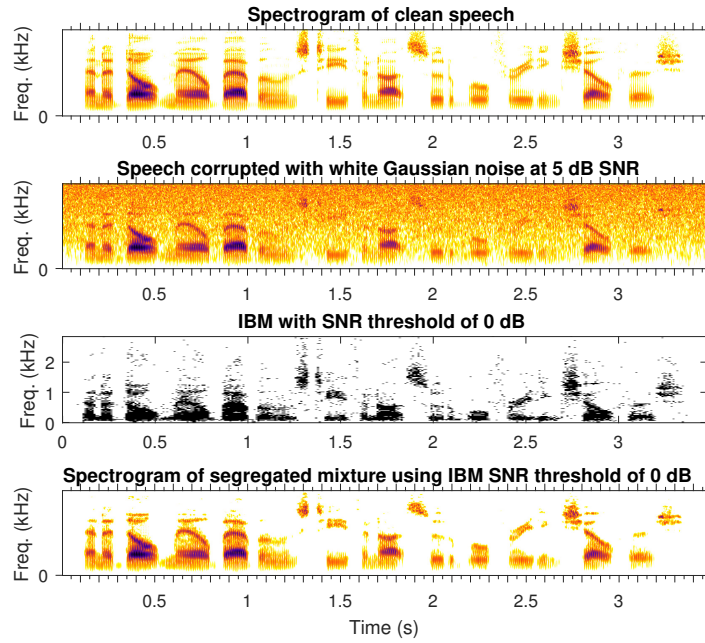 Spectrogram of clean speech
Freq. (kHz)
0
0.5 1 1.5 2 2.5 3
Speech corrupted with white Gaussian noise at 5 dB SNR
Freq. (kHz)
0
0.5 1 1.5 2 2.5 3
IBM with SNR threshold of 0 dB
Freq. (kHz)
2
1
0
0 0.5 1 1.5 2 2.5 3
Spectrogram of segregated mixture using IBM SNR threshold of 0 dB
Freq. (kHz)
0
0.5 1 1.5 2 2.5 3
Time (s)